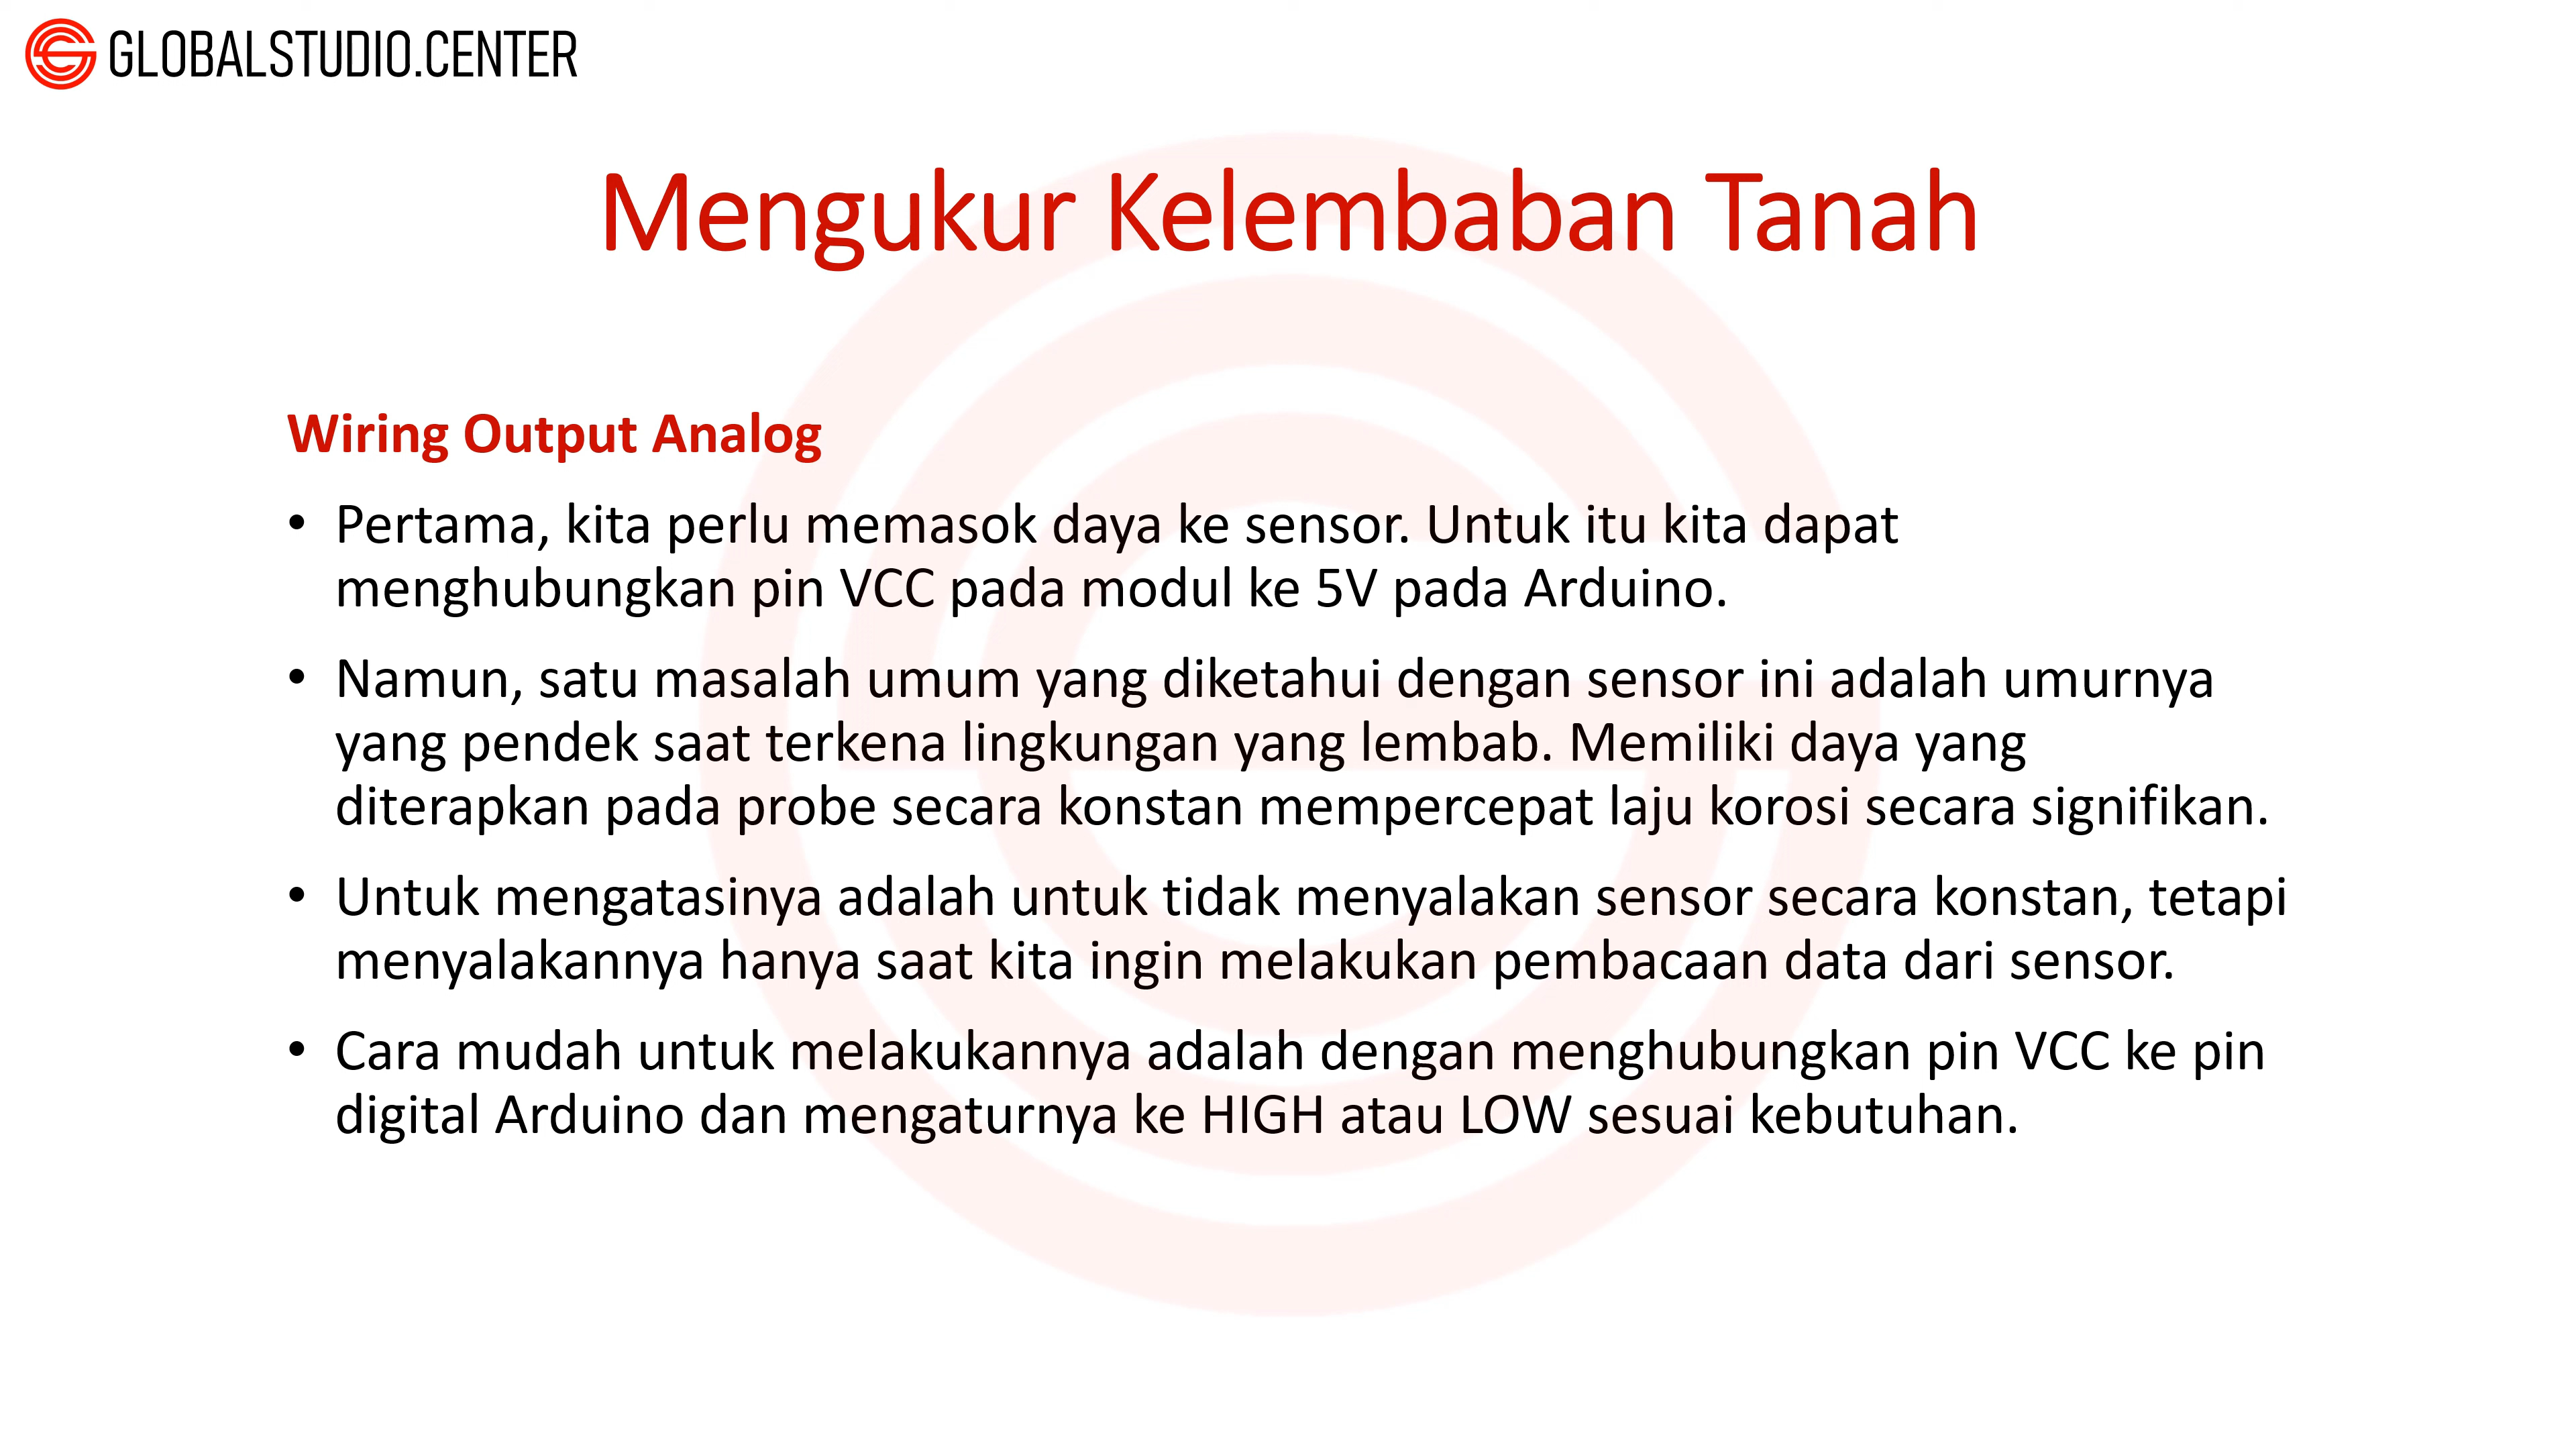 GLOBALSTUDIO.CENTER
Mengukur Kelembaban Tanah
Wiring Output Analog
• Pertama, kita perlu memasok daya ke sensor. Untuk itu kita dapat
menghubungkan pin VCC pada modul ke 5V pada Arduino.
• Namun, satu masalah umum yang diketahui dengan sensor ini adalah umurnya
yang pendek saat terkena lingkungan yang lembab. Memiliki daya yang
diterapkan pada probe secara konstan mempercepat laju korosi secara signifikan.
• Untuk mengatasinya adalah untuk tidak menyalakan sensor secara konstan, tetapi
menyalakannya hanya saat kita ingin melakukan pembacaan data dari sensor.
• Cara mudah untuk melakukannya adalah dengan menghubungkan pin VCC ke pin
digital Arduino dan mengaturnya ke HIGH atau LOW sesuai kebutuhan.